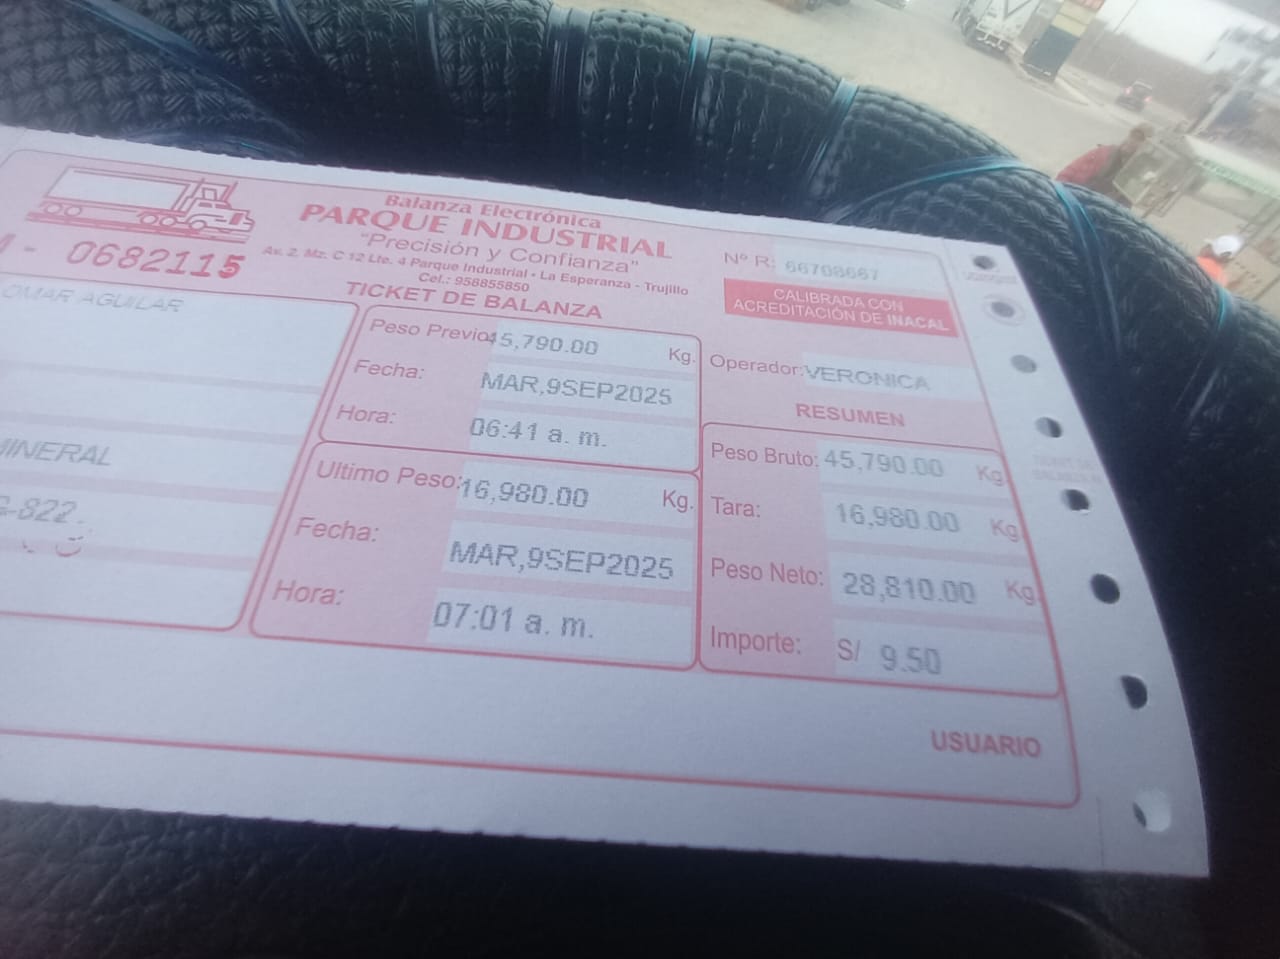 Balanza Electrónica
PARQUE INDUSTRIAL
"Precisión y Confianza"
Av. 2, Mz. C 12 Lte. 4 Parque Industrial - La Esperanza - Trujillo
Cel.: 958855850
- 0682115
TICKET DE BALANZA
Nº R: 66708667
CALIBRADA CON
ACREDITACIÓN DE INACAL
OMAR AGUILAR
MINERAL
-822.
Peso Previo: 45,790.00 Kg.
Fecha: MAR,9SEP2025
Hora: 06:41 a. m.
Ultimo Peso: 16,980.00 Kg.
Fecha: MAR,9SEP2025
Hora: 07:01 a. m.
Operador: VERONICA
RESUMEN
Peso Bruto: 45,790.00 Kg.
Tara: 16,980.00 Kg.
Peso Neto: 28,810.00 Kg.
Importe: S/ 9.50
USUARIO